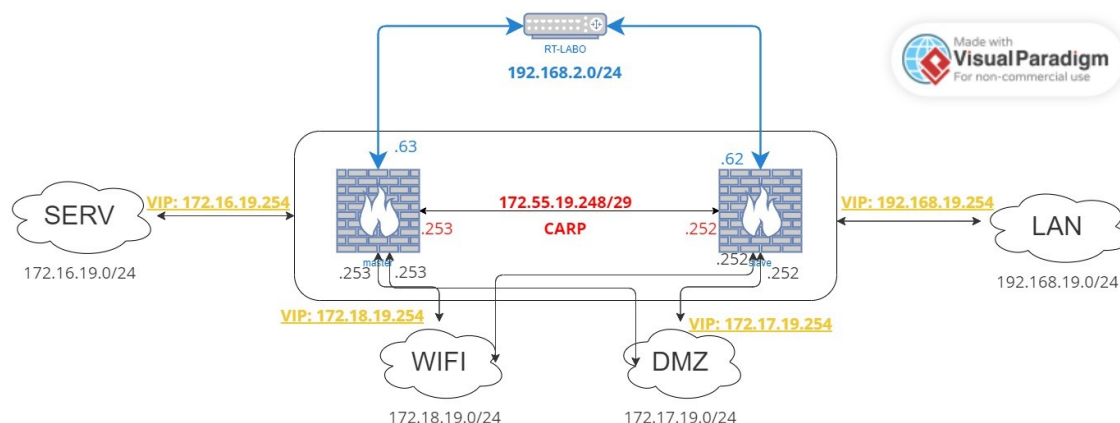 RT-LABO
192.168.2.0/24
Made with
Visual Paradigm
For non-commercial use
.63
.62
SERV
VIP: 172.16.19.254
172.16.19.0/24
172.55.19.248/29
CARP
.253
.252
master
slave
.253
.253
.252
.252
VIP: 192.168.19.254
LAN
192.168.19.0/24
VIP: 172.18.19.254
WIFI
172.18.19.0/24
VIP: 172.17.19.254
DMZ
172.17.19.0/24